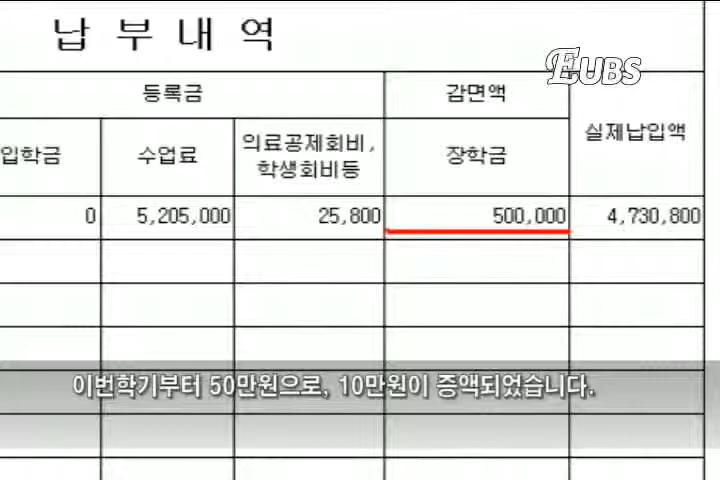 납 부 내 역
EUBS
등록금 감면액
입학금 수업료 의료공제회비, 학생회비등 장학금 실제납입액
0 5,205,000 25,800 500,000 4,730,800
이번학기부터 50만원으로, 10만원이 증액되었습니다.